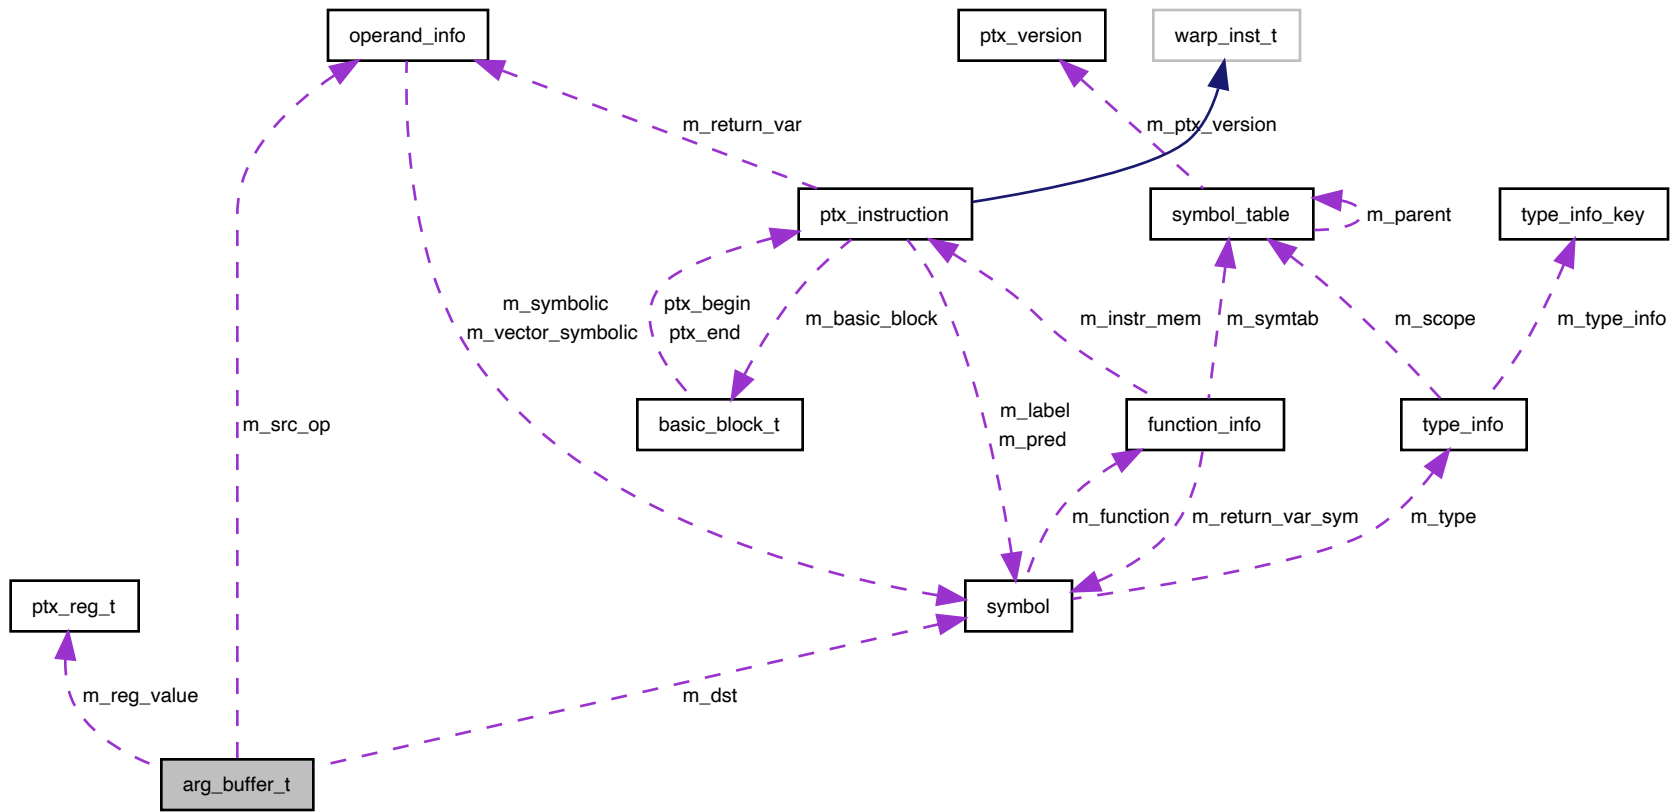 operand_info
ptx_version
warp_inst_t
m_return_var
m_ptx_version
ptx_instruction
symbol_table
m_parent
type_info_key
m_symbolic
m_vector_symbolic
ptx_begin
ptx_end
m_basic_block
m_instr_mem
m_symtab
m_scope
m_type_info
m_src_op
basic_block_t
m_label
m_pred
function_info
type_info
m_function
m_return_var_sym
m_type
ptx_reg_t
symbol
m_reg_value
m_dst
arg_buffer_t